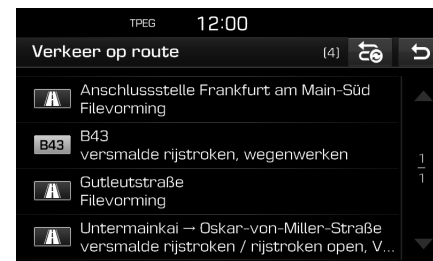 TPEG 12:00
Verkeer op route (4)
Anschlussstelle Frankfurt am Main-Süd
Filevorming
B43 B43
versmalde rijstroken, wegenwerken
1
1
Gutleutstraße
Filevorming
Untermainkai → Oskar-von-Miller-Straße
versmalde rijstroken / rijstroken open, V...